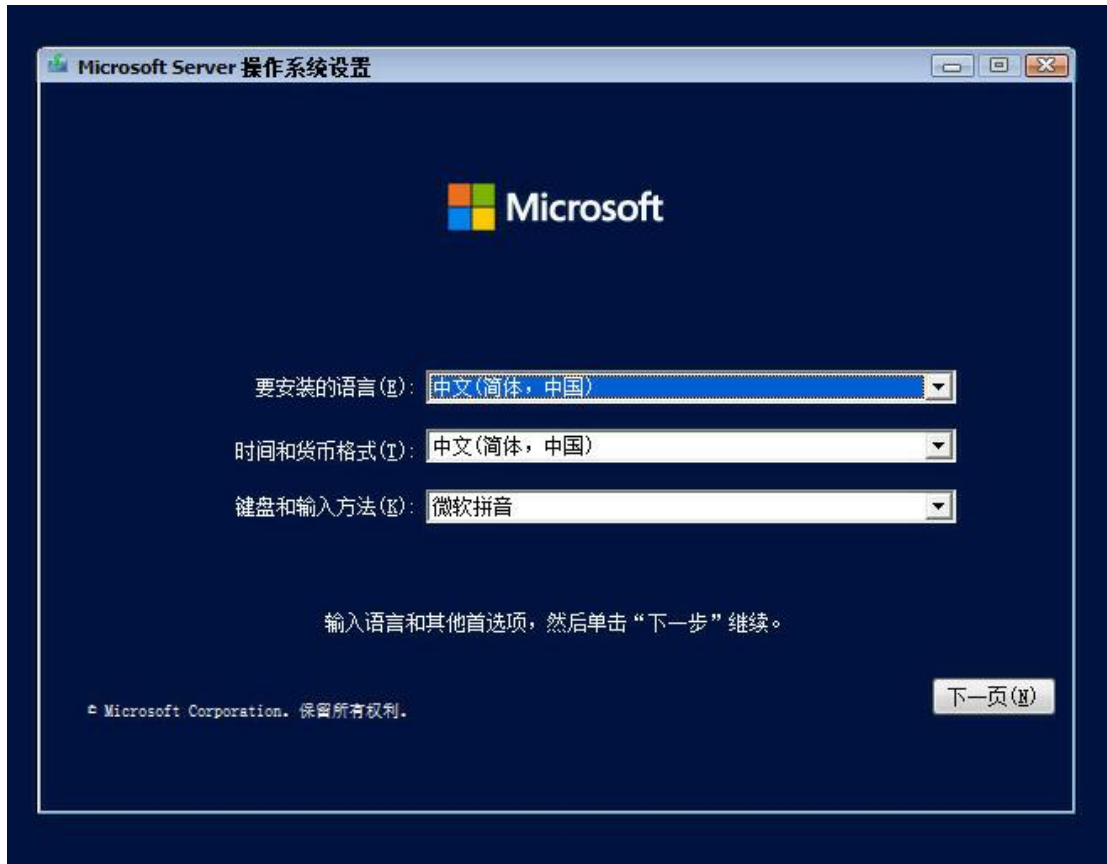 Microsoft Server 操作系统设置
Microsoft
要安装的语言(E): 中文(简体，中国)
时间和货币格式(T): 中文(简体，中国)
键盘和输入方法(K): 微软拼音
输入语言和其他首选项，然后单击“下一步”继续。
下一页(N)
© Microsoft Corporation. 保留所有权利。